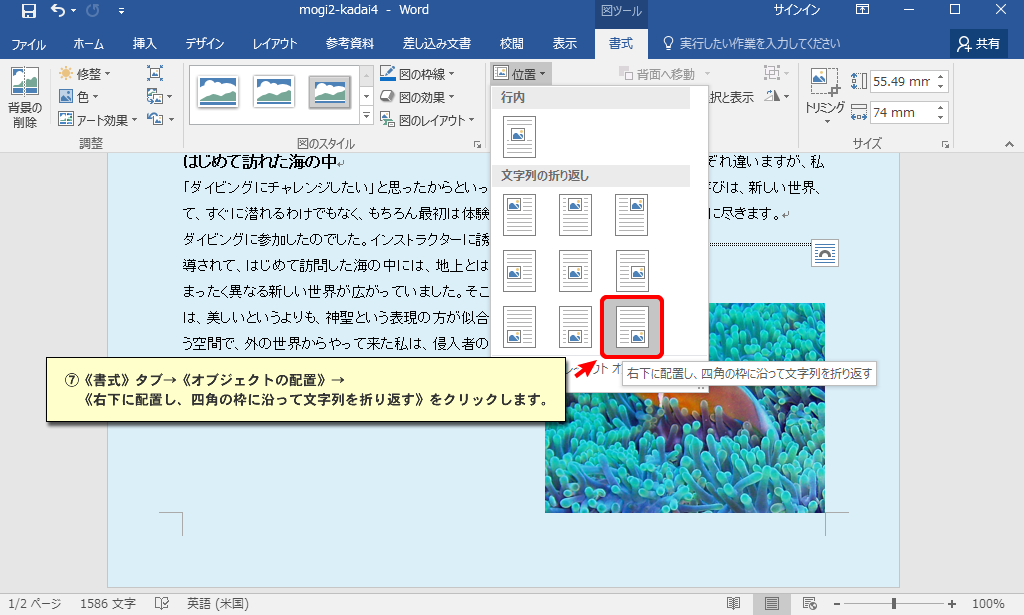 mogi2-kadai4 - Word
図ツール
サインイン
ファイル ホーム 挿入 デザイン レイアウト 参考資料 差し込み文書 校閲 表示 書式 実行したい作業を入力してください 共有
背景の
削除
修整
色
アート効果
調整
図のスタイル
図の枠線
図の効果
図のレイアウト
位置
背面へ移動
択と表示
トリミング
55.49 mm
74 mm
サイズ
行内
文字列の折り返し
はじめて訪れた海の中
「ダイビングにチャレンジしたい」と思ったからといっ
て、すぐに潜れるわけでもなく、もちろん最初は体験
ダイビングに参加したのでした。インストラクターに誘
導されて、はじめて訪問した海の中には、地上とは
まったく異なる新しい世界が広がっていました。そこ
は、美しいというよりも、神聖という表現の方が似合
う空間で、外の世界からやって来た私は、侵入者の
ぞれ違いますが、私
びは、新しい世界、
に尽きます。
右下に配置し、四角の枠に沿って文字列を折り返す
⑦《書式》タブ→《オブジェクトの配置》→
《右下に配置し、四角の枠に沿って文字列を折り返す》をクリックします。
1/2 ページ 1586 文字 英語 (米国) 100%